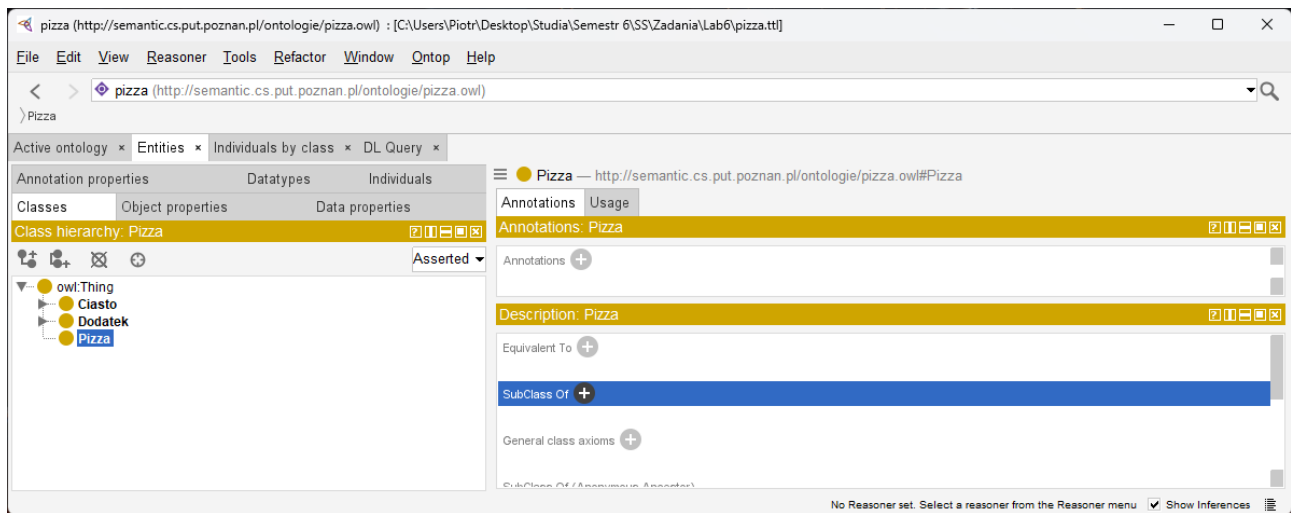 pizza (http://semantic.cs.put.poznan.pl/ontologie/pizza.owl) : [C:\Users\Piotr\Desktop\Studia\Semestr 6\SS\Zadania\Lab6\pizza.ttl]
File Edit View Reasoner Tools Refactor Window Ontop Help
pizza (http://semantic.cs.put.poznan.pl/ontologie/pizza.owl)
Pizza
Active ontology × Entities × Individuals by class × DL Query ×
Annotation properties Datatypes Individuals
Classes Object properties Data properties
Class hierarchy: Pizza
Asserted
owl:Thing
Ciasto
Dodatek
Pizza
Pizza — http://semantic.cs.put.poznan.pl/ontologie/pizza.owl#Pizza
Annotations Usage
Annotations: Pizza
Annotations
Description: Pizza
Equivalent To
SubClass Of
General class axioms
SubClass Of (Anonymous Ancestor)
No Reasoner set. Select a reasoner from the Reasoner menu Show Inferences